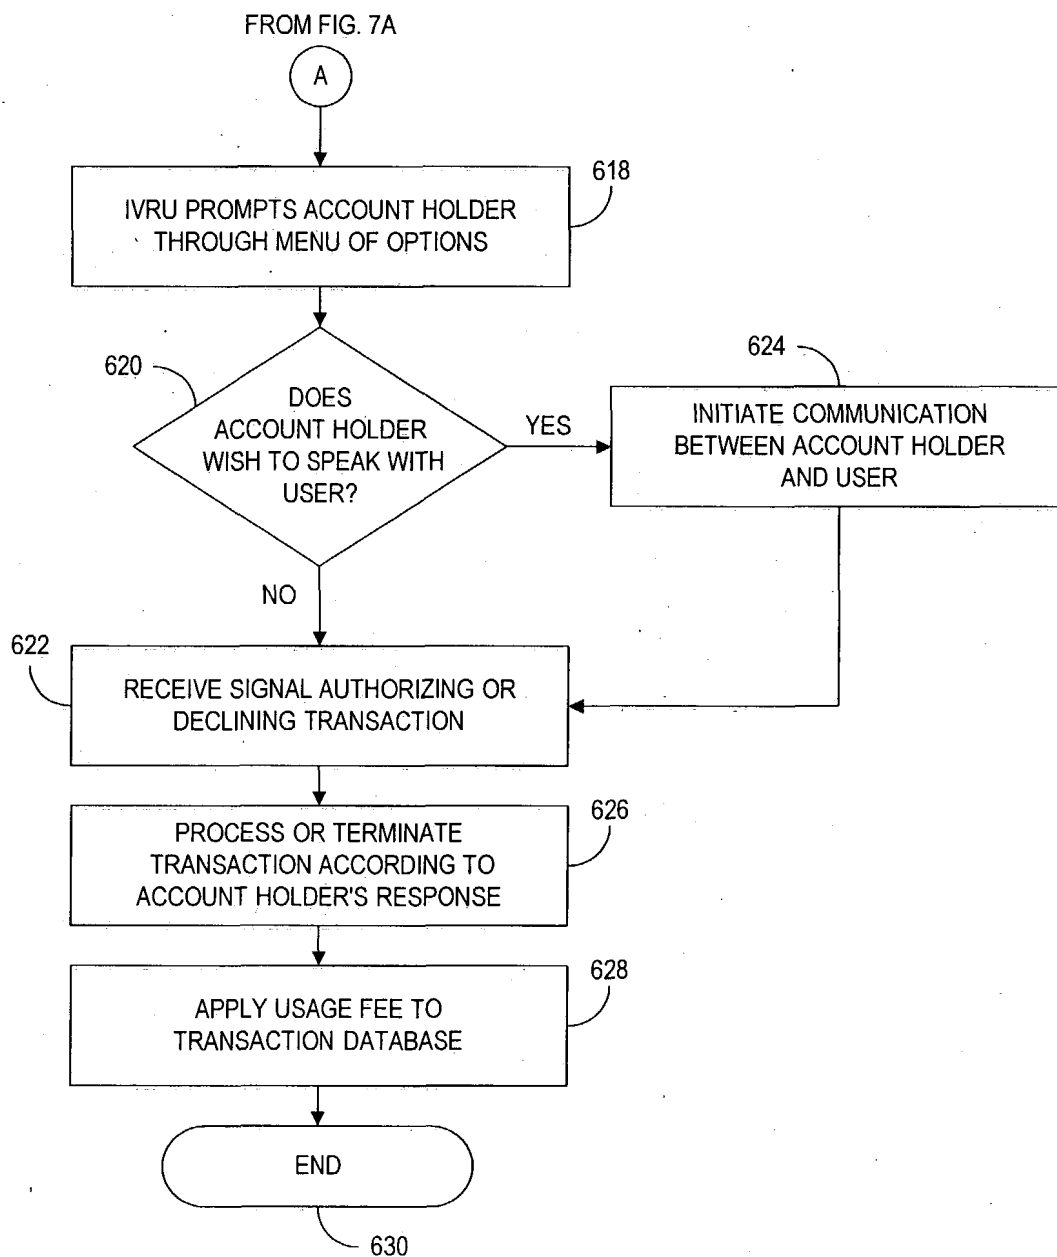 FROM FIG. 7A
A
618
IVRU PROMPTS ACCOUNT HOLDER
THROUGH MENU OF OPTIONS
620
DOES
ACCOUNT HOLDER
WISH TO SPEAK WITH
USER?
YES
624
INITIATE COMMUNICATION
BETWEEN ACCOUNT HOLDER
AND USER
NO
622
RECEIVE SIGNAL AUTHORIZING OR
DECLINING TRANSACTION
626
PROCESS OR TERMINATE
TRANSACTION ACCORDING TO
ACCOUNT HOLDER'S RESPONSE
628
APPLY USAGE FEE TO
TRANSACTION DATABASE
END
630